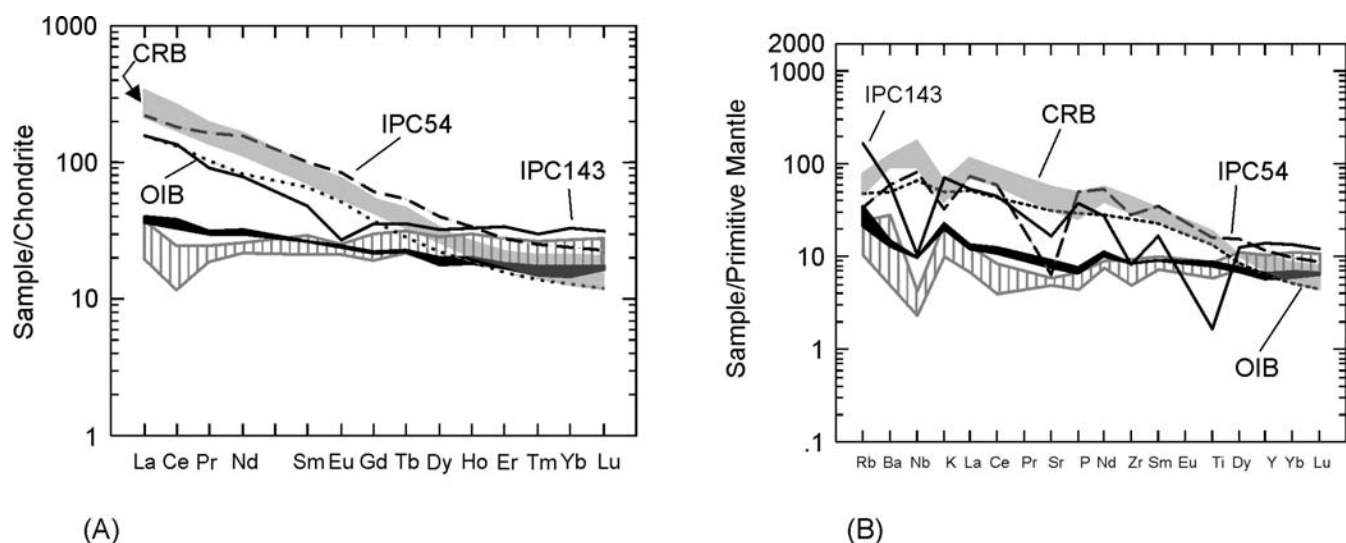 1000
100
10
1
Sample/Chondrite
CRB
IPC54
IPC143
OIB
La Ce Pr Nd Sm Eu Gd Tb Dy Ho Er Tm Yb Lu
(A)
2000
1000
100
10
1
.1
Sample/Primitive Mantle
IPC143
CRB
IPC54
OIB
Rb Ba Nb K La Ce Pr Sr P Nd Zr Sm Eu Ti Dy Y Yb Lu
(B)